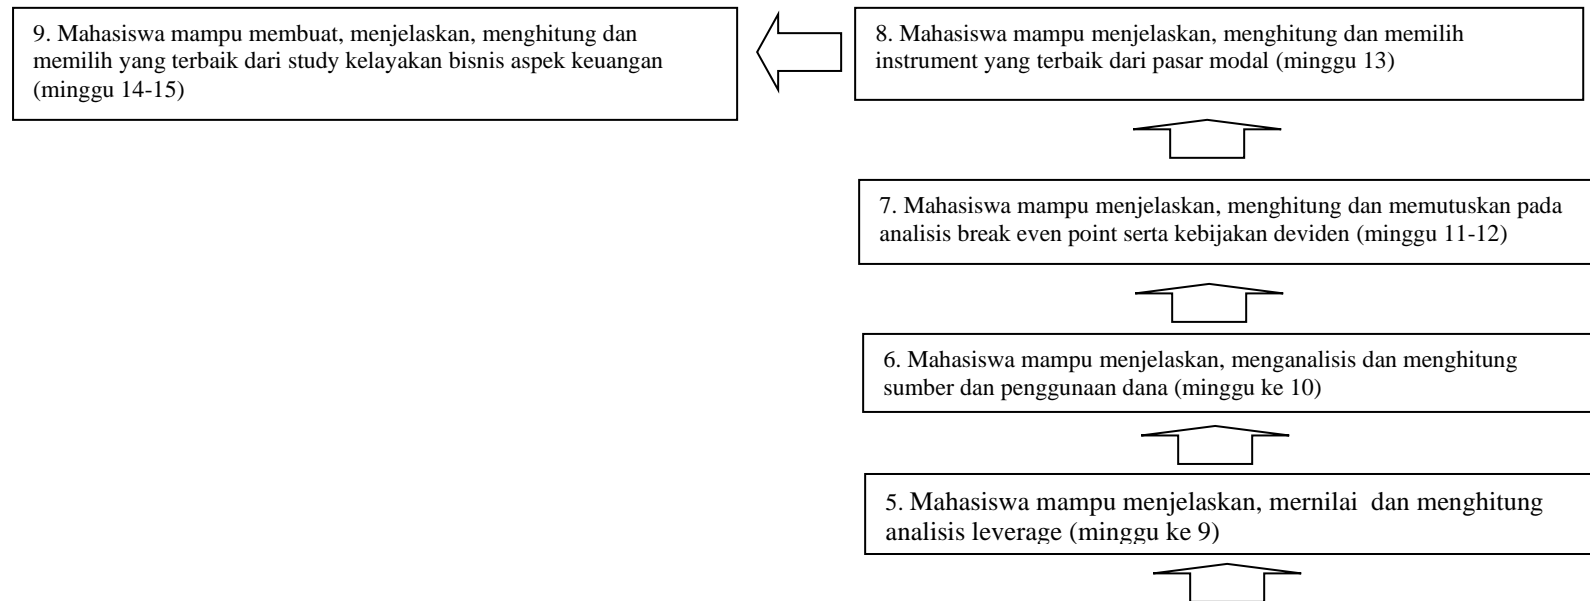 9. Mahasiswa mampu membuat, menjelaskan, menghitung dan
memilih yang terbaik dari study kelayakan bisnis aspek keuangan
(minggu 14-15)
8. Mahasiswa mampu menjelaskan, menghitung dan memilih
instrument yang terbaik dari pasar modal (minggu 13)
7. Mahasiswa mampu menjelaskan, menghitung dan memutuskan pada
analisis break even point serta kebijakan deviden (minggu 11-12)
6. Mahasiswa mampu menjelaskan, menganalisis dan menghitung
sumber dan penggunaan dana (minggu ke 10)
5. Mahasiswa mampu menjelaskan, mernilai  dan menghitung
analisis leverage (minggu ke 9)